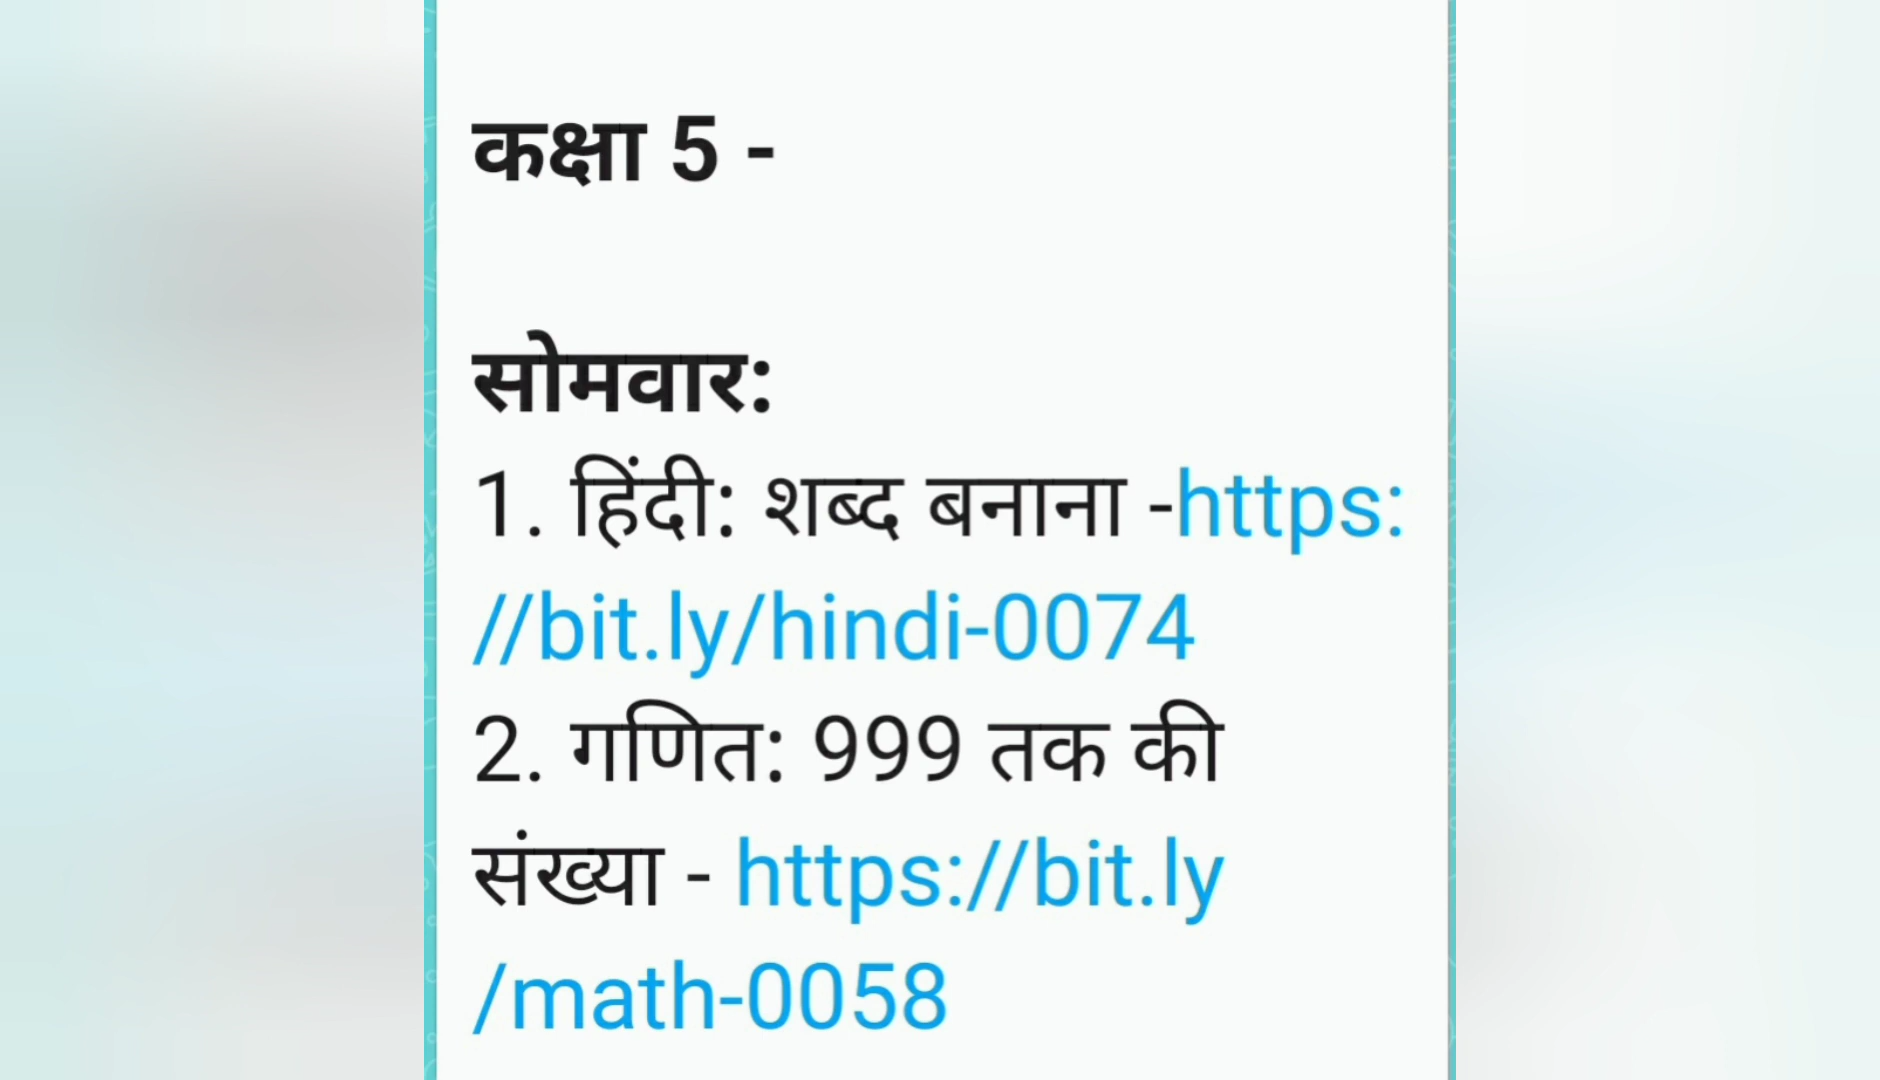 कक्षा 5 -
सोमवार:
1. हिंदी: शब्द बनाना -https:
//bit.ly/hindi-0074
2. गणित: 999 तक की
संख्या - https://bit.ly
/math-0058